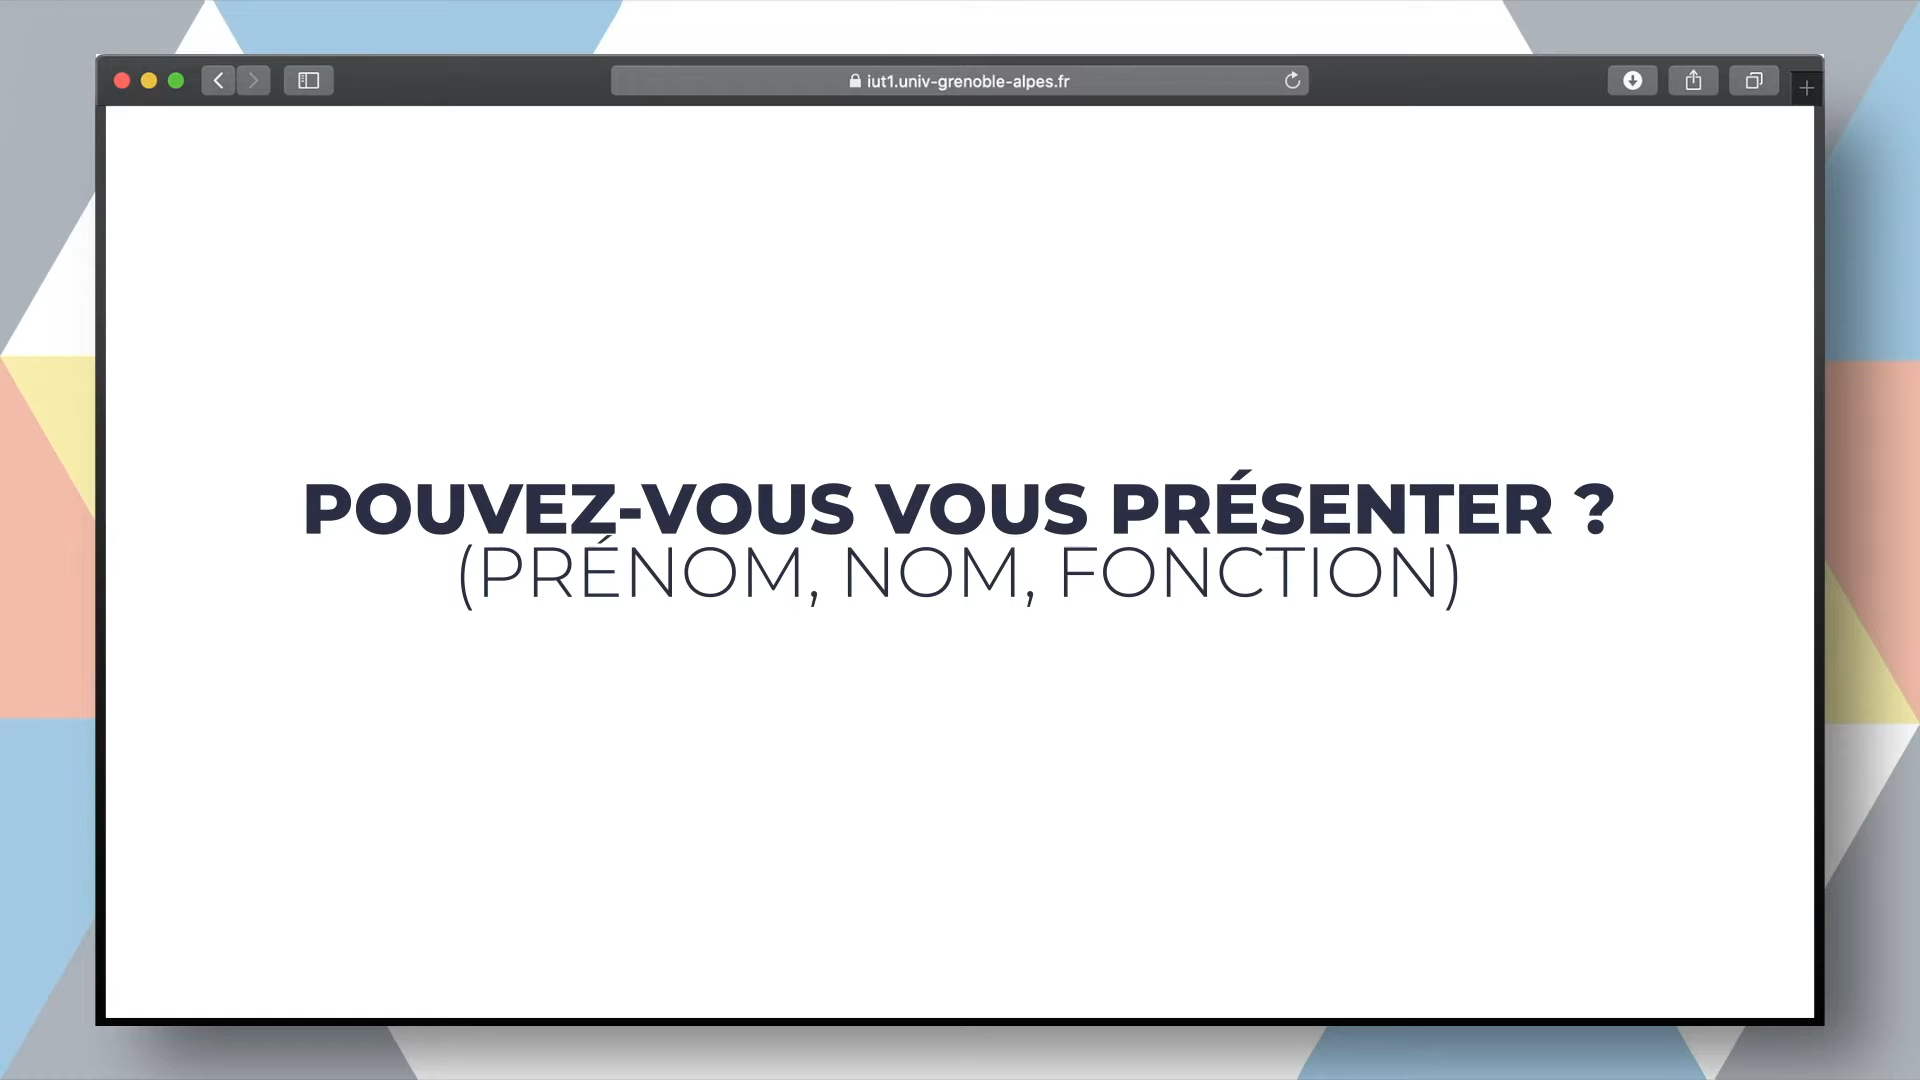 iut1.univ-grenoble-alpes.fr
POUVEZ-VOUS VOUS PRÉSENTER ?
(PRÉNOM, NOM, FONCTION)